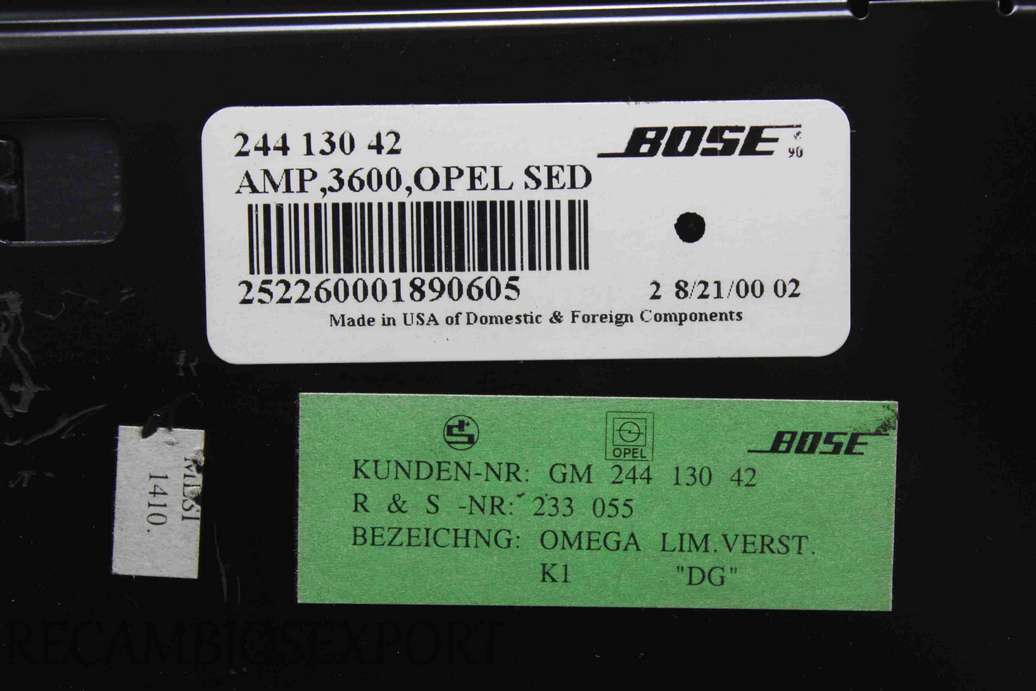 244 130 42
BOSE
90
AMP,3600,OPEL SED
252260001890605
2 8/21/00 02
Made in USA of Domestic & Foreign Components
OPEL
BOSE
KUNDEN-NR: GM 244 130 42
R & S -NR: 233 055
BEZEICHNG: OMEGA LIM.VERST.
K1 "DG"
1410.
RECAMBIOSEXPORT